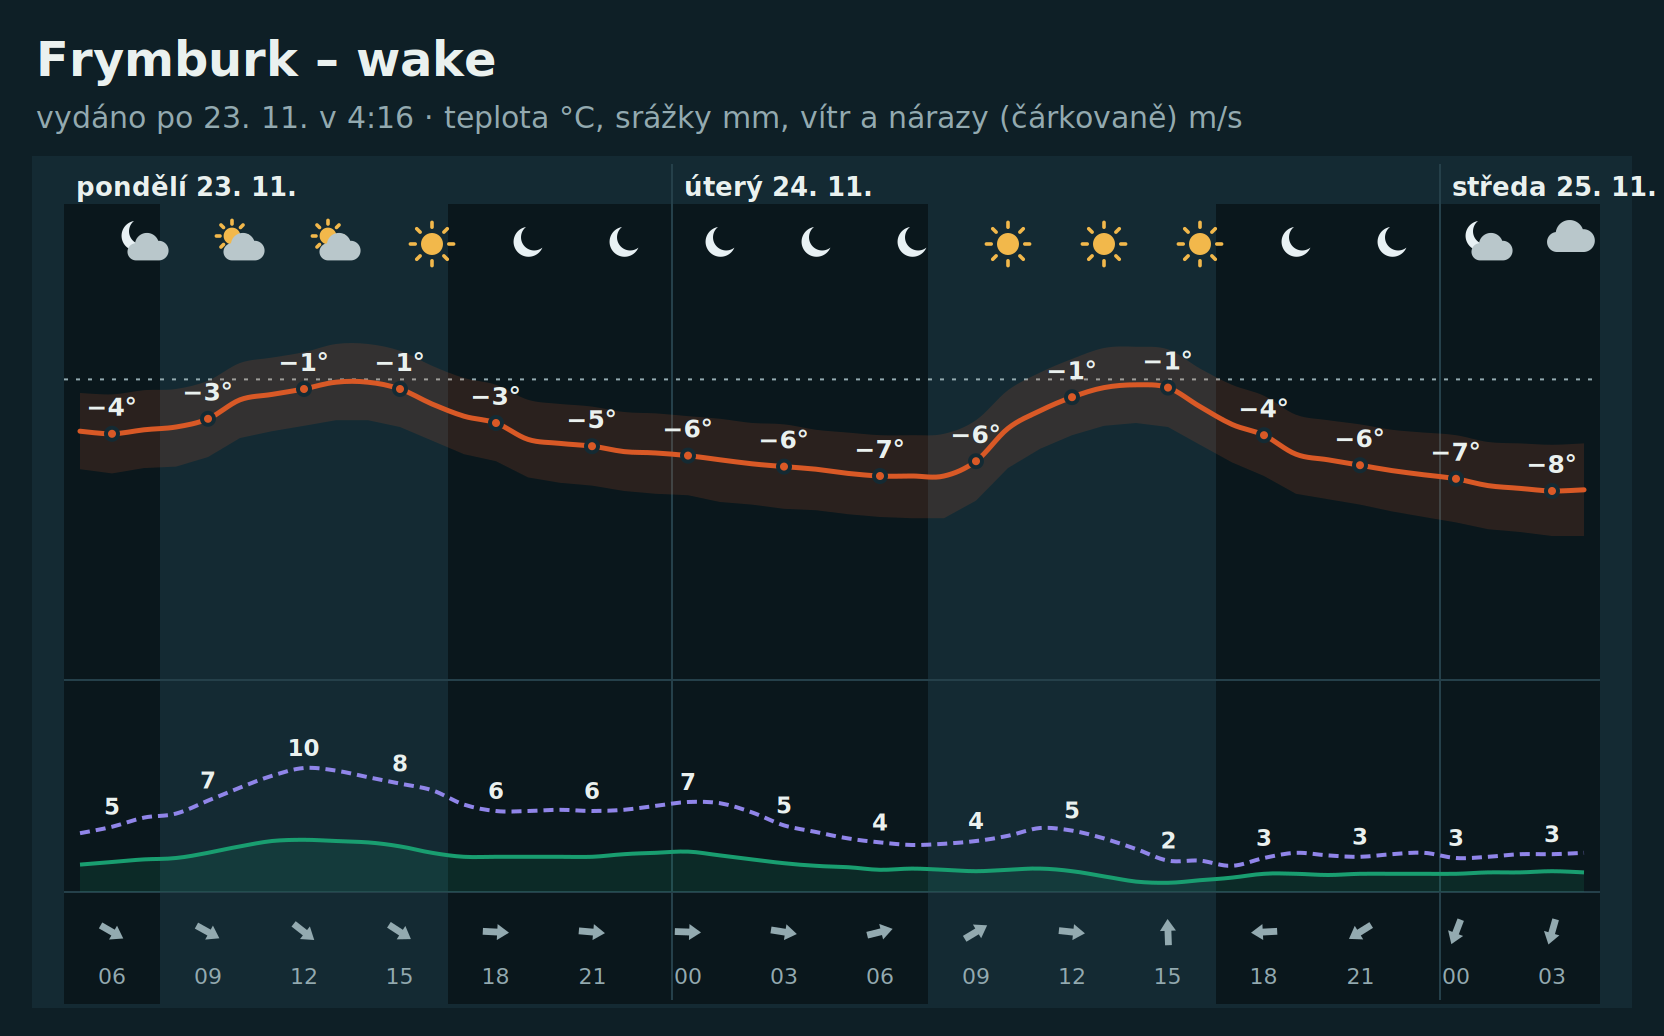 Frymburk – wake
vydáno po 23. 11. v 4:16 · teplota °C, srážky mm, vítr a nárazy (čárkovaně) m/s
pondělí 23. 11. úterý 24. 11. středa 25. 11.
−4° −3° −1° −1° −3° −5° −6° −6° −7° −6° −1° −1° −4° −6° −7° −8°
5 7 10 8 6 6 7 5 4 4 5 2 3 3 3 3
06 09 12 15 18 21 00 03 06 09 12 15 18 21 00 03